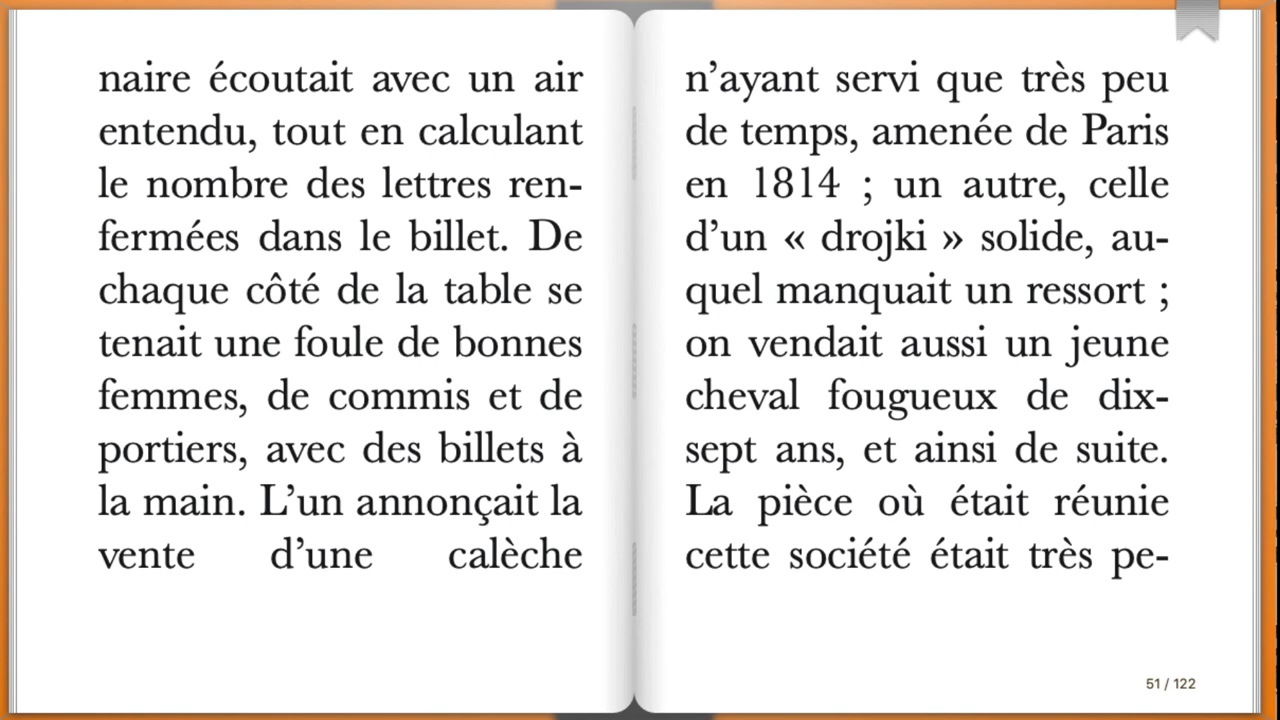 naire écoutait avec un air
entendu, tout en calculant
le nombre des lettres ren-
fermées dans le billet. De
chaque côté de la table se
tenait une foule de bonnes
femmes, de commis et de
portiers, avec des billets à
la main. L’un annonçait la
vente d’une calèche
n’ayant servi que très peu
de temps, amenée de Paris
en 1814 ; un autre, celle
d’un « drojki » solide, au-
quel manquait un ressort ;
on vendait aussi un jeune
cheval fougueux de dix-
sept ans, et ainsi de suite.
La pièce où était réunie
cette société était très pe-
51 / 122